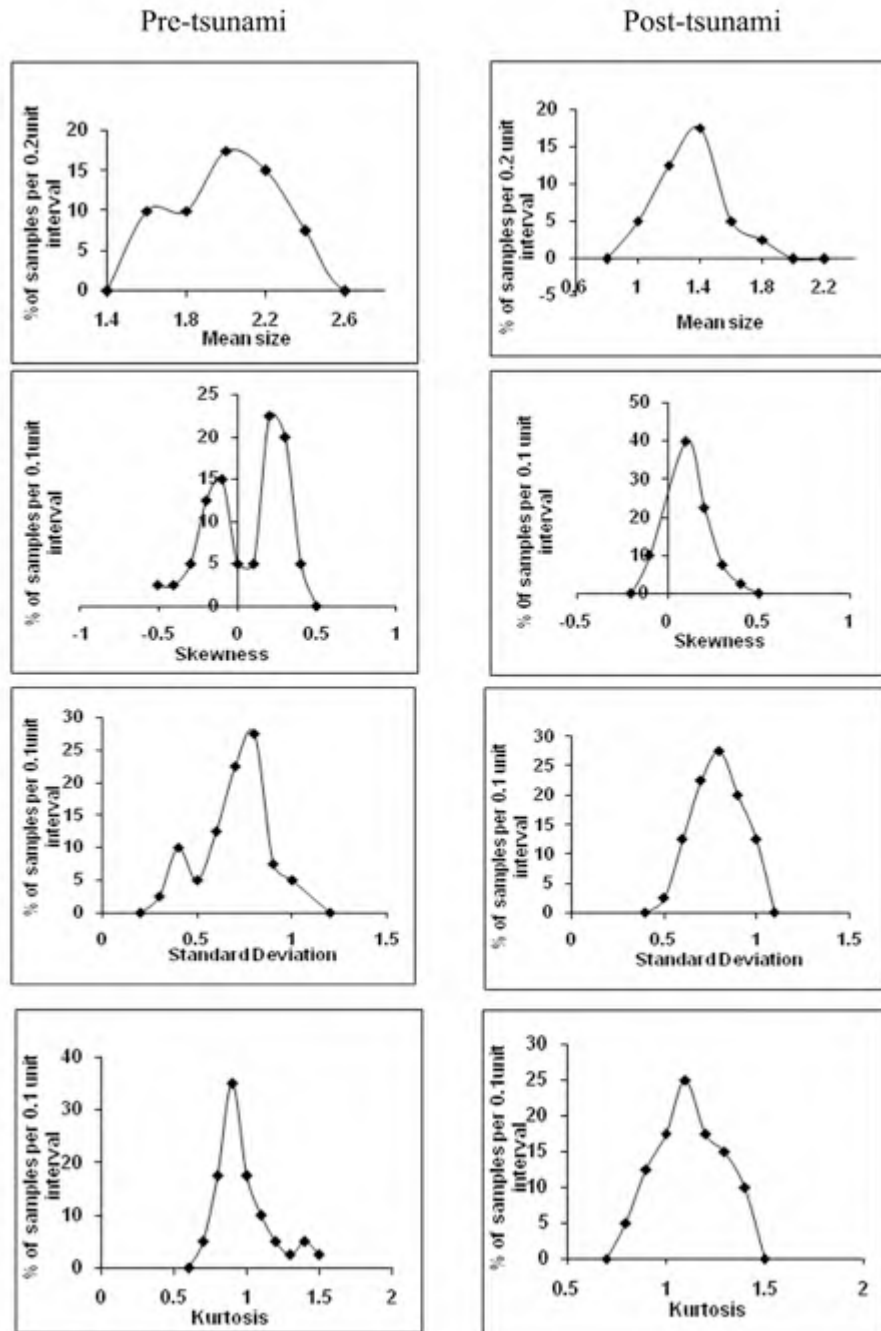 Pre-tsunami
Post-tsunami
%of samples per 0.2unit
interval
20
15
10
5
0
1.4 1.8 2.2 2.6
Mean size
% of samples per 0.2 unit
interval
20
15
10
5
0
-5
0.6 1 1.4 1.8 2.2
Mean size
% of samples per 0.1unit
interval
25
20
15
10
5
0
-1 -0.5 0 0.5 1
Skewness
% of samples per 0.1 unit
interval
50
40
30
20
10
0
-0.5 0 0.5 1
Skewness
% of samples per 0.1unit
interval
30
25
20
15
10
5
0
0 0.5 1 1.5
Standard Deviation
% of samples per 0.1 unit
interval
30
25
20
15
10
5
0
0 0.5 1 1.5
Standard Deviation
% of samples per 0.1 unit
interval
40
30
20
10
0
0 0.5 1 1.5 2
Kurtosis
% of samples per 0.1unit
interval
30
25
20
15
10
5
0
0.5 1 1.5 2
Kurtosis